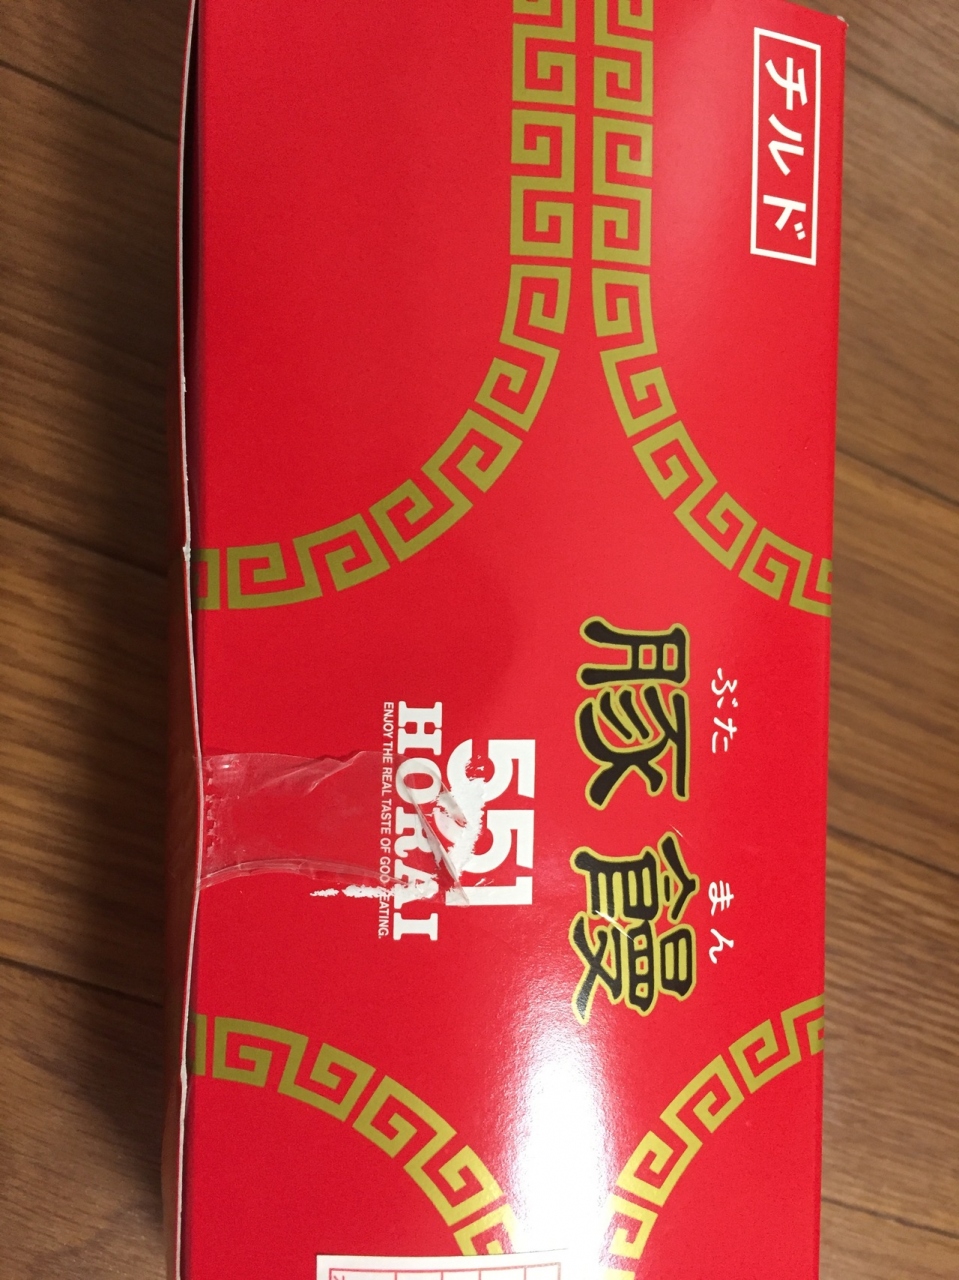 チルド
ぶた まん
豚饅
551
HORAI
ENJOY THE REAL TASTE OF GOOD EATING.